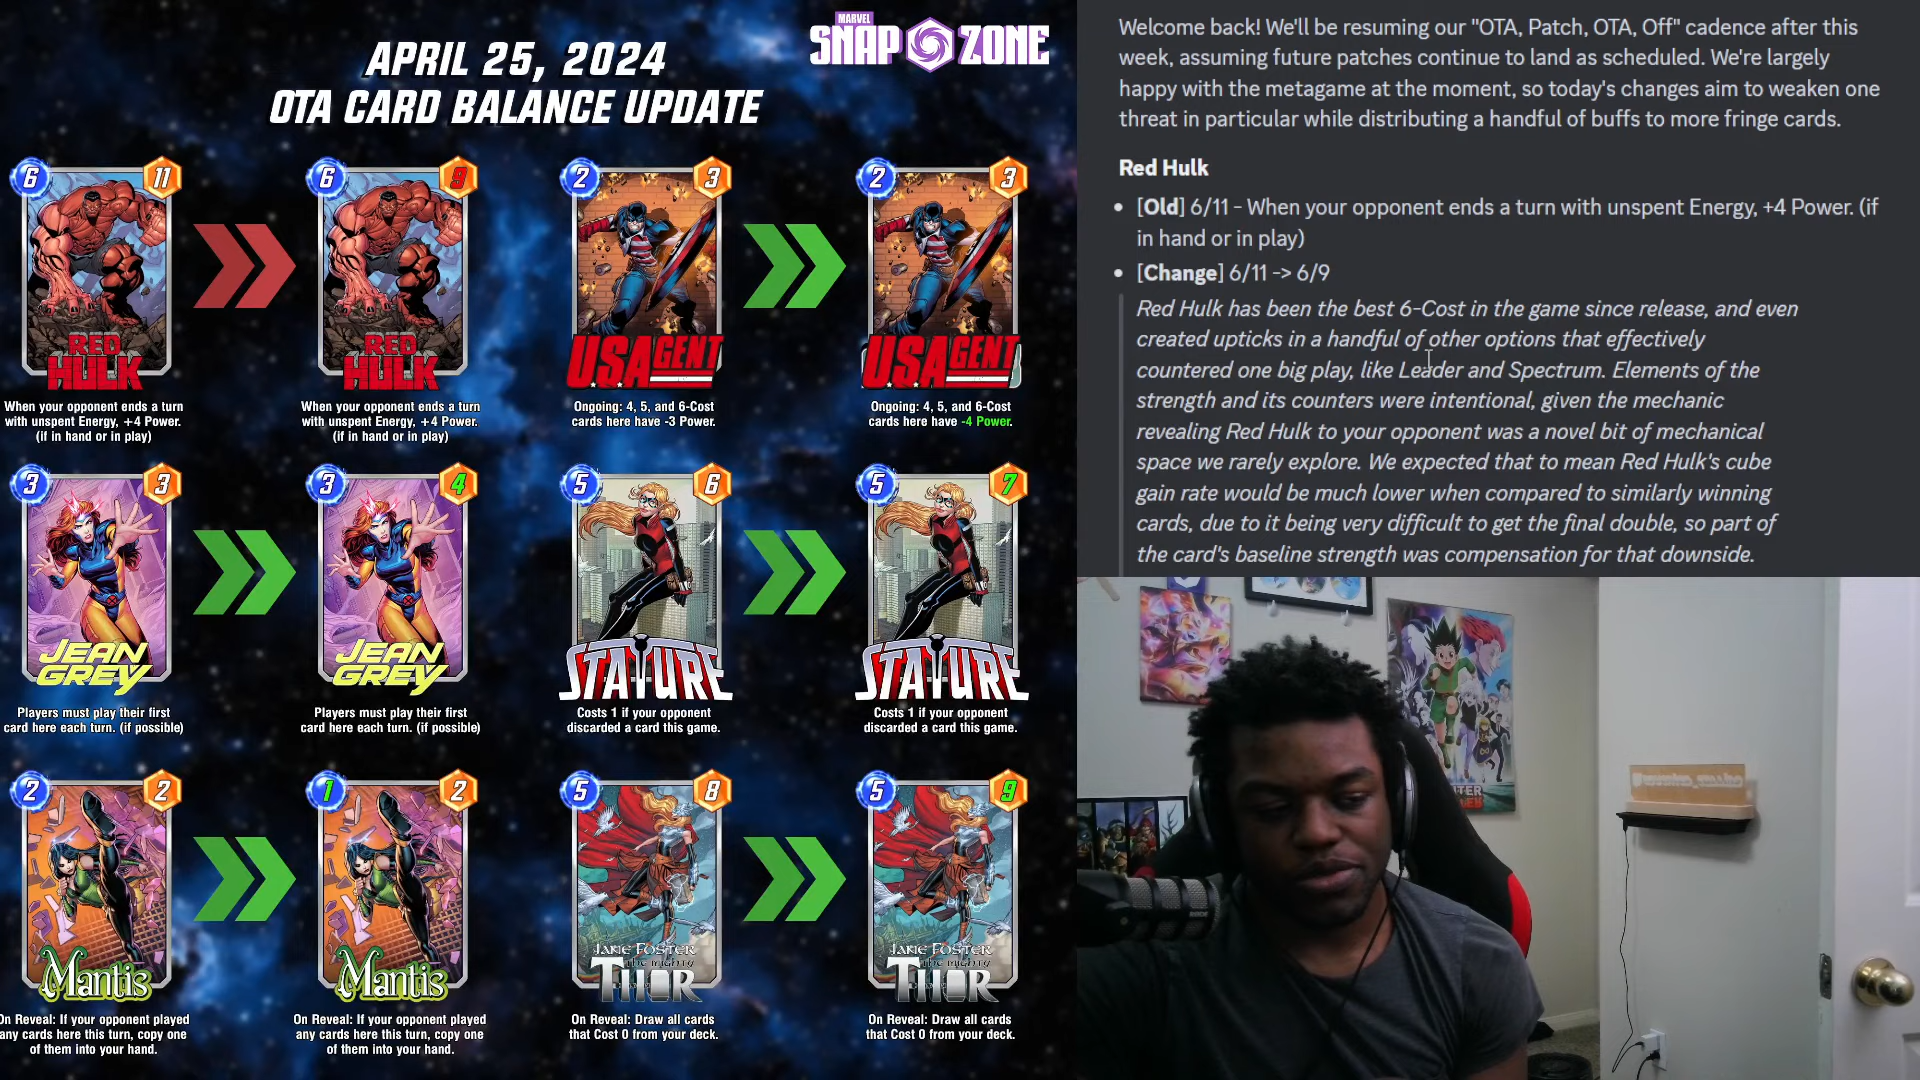 MARVEL
SNAP ZONE
APRIL 25, 2024
OTA CARD BALANCE UPDATE
6 11
RED
HULK
When your opponent ends a turn
with unspent Energy, +4 Power.
(if in hand or in play)
6 9
RED
HULK
When your opponent ends a turn
with unspent Energy, +4 Power.
(if in hand or in play)
2 3
USAGENT
Ongoing: 4, 5, and 6-Cost
cards here have -3 Power.
2 3
USAGENT
Ongoing: 4, 5, and 6-Cost
cards here have -4 Power.
3 3
JEAN
GREY
Players must play their first
card here each turn. (if possible)
3 4
JEAN
GREY
Players must play their first
card here each turn. (if possible)
5 6
STATURE
Costs 1 if your opponent
discarded a card this game.
5 7
STATURE
Costs 1 if your opponent
discarded a card this game.
2 2
Mantis
On Reveal: If your opponent played
any cards here this turn, copy one
of them into your hand.
1 2
Mantis
On Reveal: If your opponent played
any cards here this turn, copy one
of them into your hand.
5 8
JANE FOSTER
the mighty
THOR
On Reveal: Draw all cards
that Cost 0 from your deck.
5 9
JANE FOSTER
the mighty
THOR
On Reveal: Draw all cards
that Cost 0 from your deck.
Welcome back! We'll be resuming our "OTA, Patch, OTA, Off" cadence after this
week, assuming future patches continue to land as scheduled. We're largely
happy with the metagame at the moment, so today's changes aim to weaken one
threat in particular while distributing a handful of buffs to more fringe cards.
Red Hulk
• [Old] 6/11 - When your opponent ends a turn with unspent Energy, +4 Power. (if
in hand or in play)
• [Change] 6/11 -> 6/9
Red Hulk has been the best 6-Cost in the game since release, and even
created upticks in a handful of other options that effectively
countered one big play, like Leader and Spectrum. Elements of the
strength and its counters were intentional, given the mechanic
revealing Red Hulk to your opponent was a novel bit of mechanical
space we rarely explore. We expected that to mean Red Hulk's cube
gain rate would be much lower when compared to similarly winning
cards, due to it being very difficult to get the final double, so part of
the card's baseline strength was compensation for that downside.